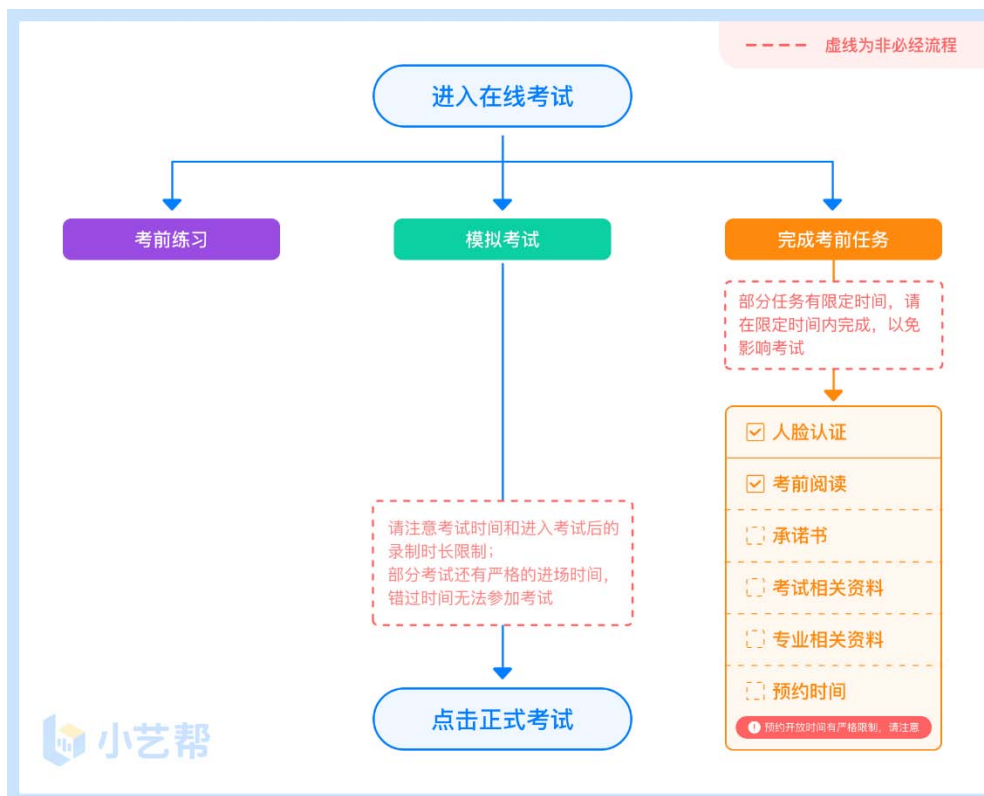 虚线为非必经流程
进入在线考试
考前练习
模拟考试
完成考前任务
部分任务有限定时间，请
在限定时间内完成，以免
影响考试
人脸认证
考前阅读
承诺书
考试相关资料
专业相关资料
预约时间
预约开放时间有严格限制，请注意
请注意考试时间和进入考试后的
录制时长限制；
部分考试还有严格的进场时间，
错过时间无法参加考试
点击正式考试
小艺帮